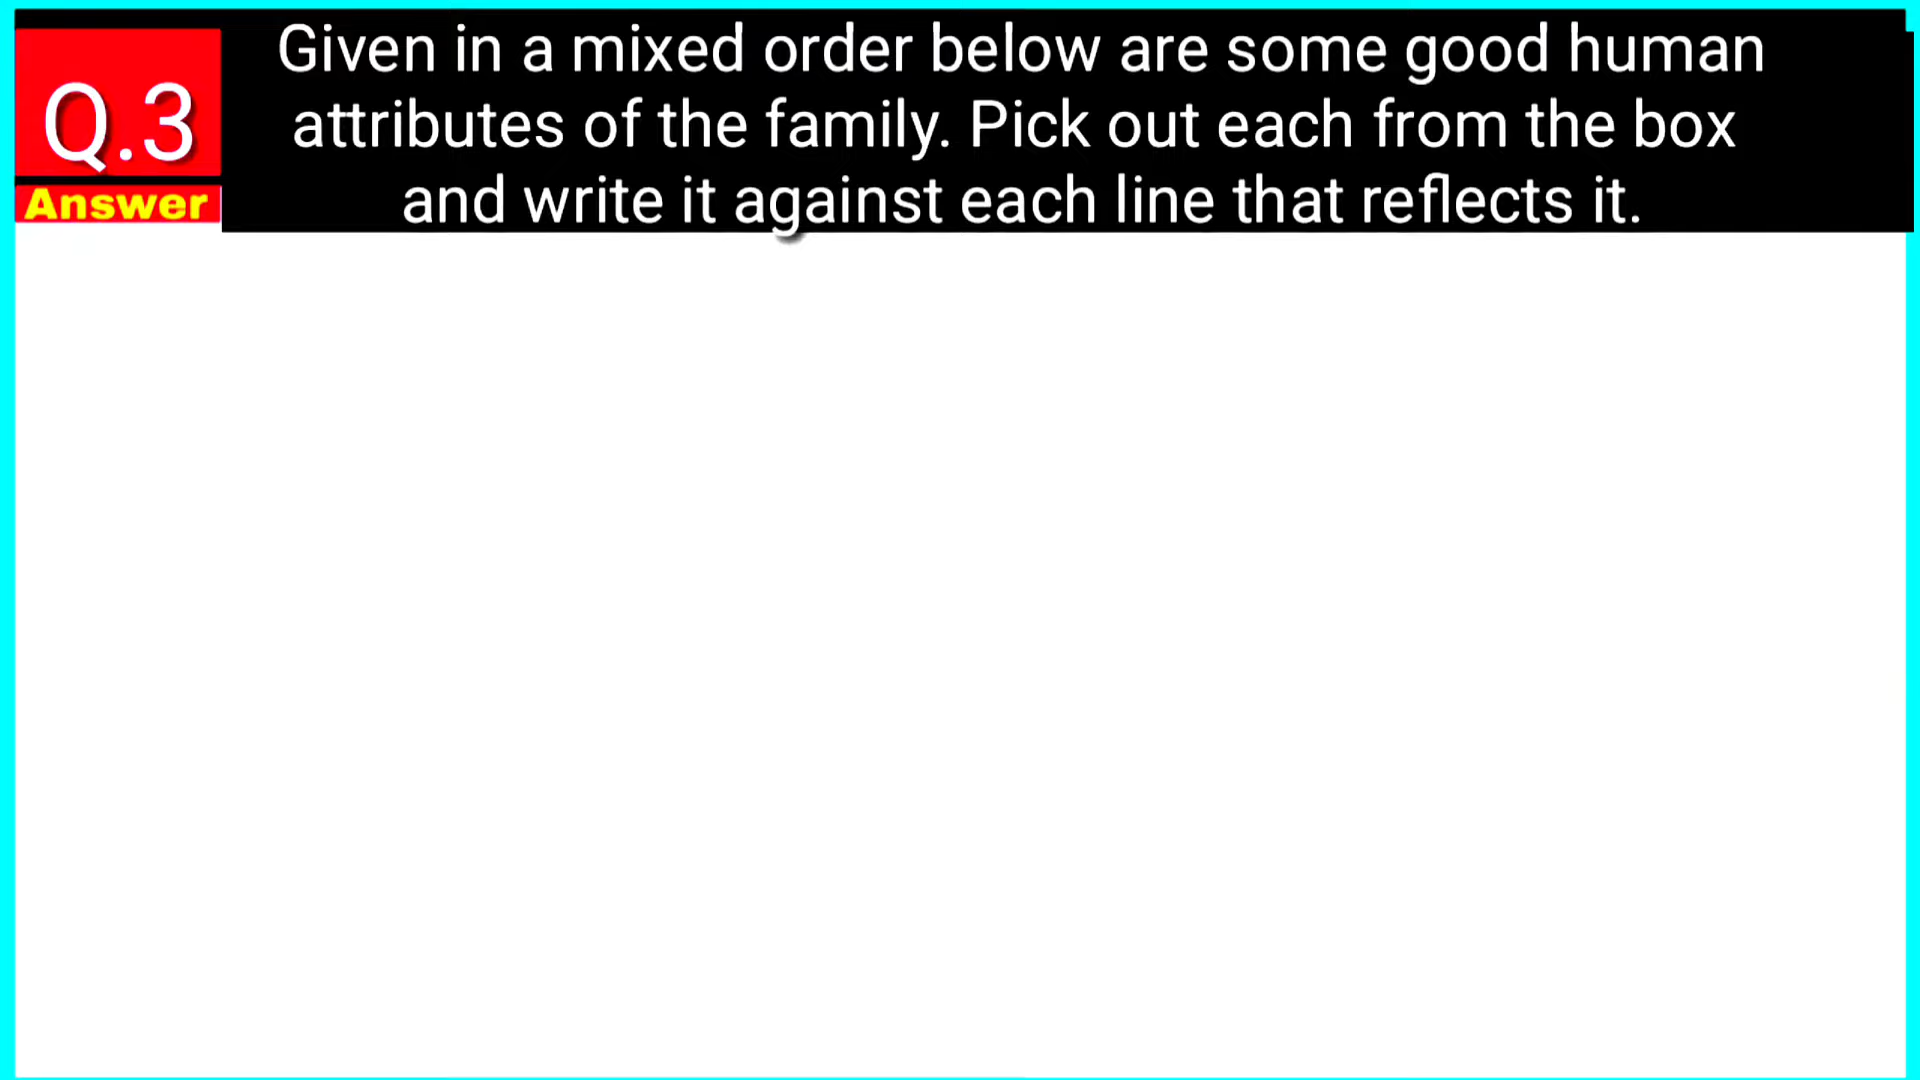 Q.3
Answer
Given in a mixed order below are some good human
attributes of the family. Pick out each from the box
and write it against each line that reflects it.